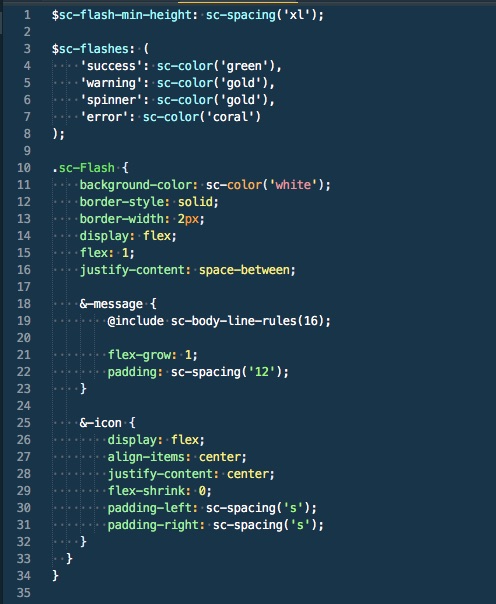 1 $sc-flash-min-height: sc-spacing('xl');
2
3 $sc-flashes: (
4     'success': sc-color('green'),
5     'warning': sc-color('gold'),
6     'spinner': sc-color('gold'),
7     'error': sc-color('coral')
8 );
9
10 .sc-Flash {
11     background-color: sc-color('white');
12     border-style: solid;
13     border-width: 2px;
14     display: flex;
15     flex: 1;
16     justify-content: space-between;
17
18     &-message {
19         @include sc-body-line-rules(16);
20
21         flex-grow: 1;
22         padding: sc-spacing('12');
23     }
24
25     &-icon {
26         display: flex;
27         align-items: center;
28         justify-content: center;
29         flex-shrink: 0;
30         padding-left: sc-spacing('s');
31         padding-right: sc-spacing('s');
32     }
33   }
34 }
35